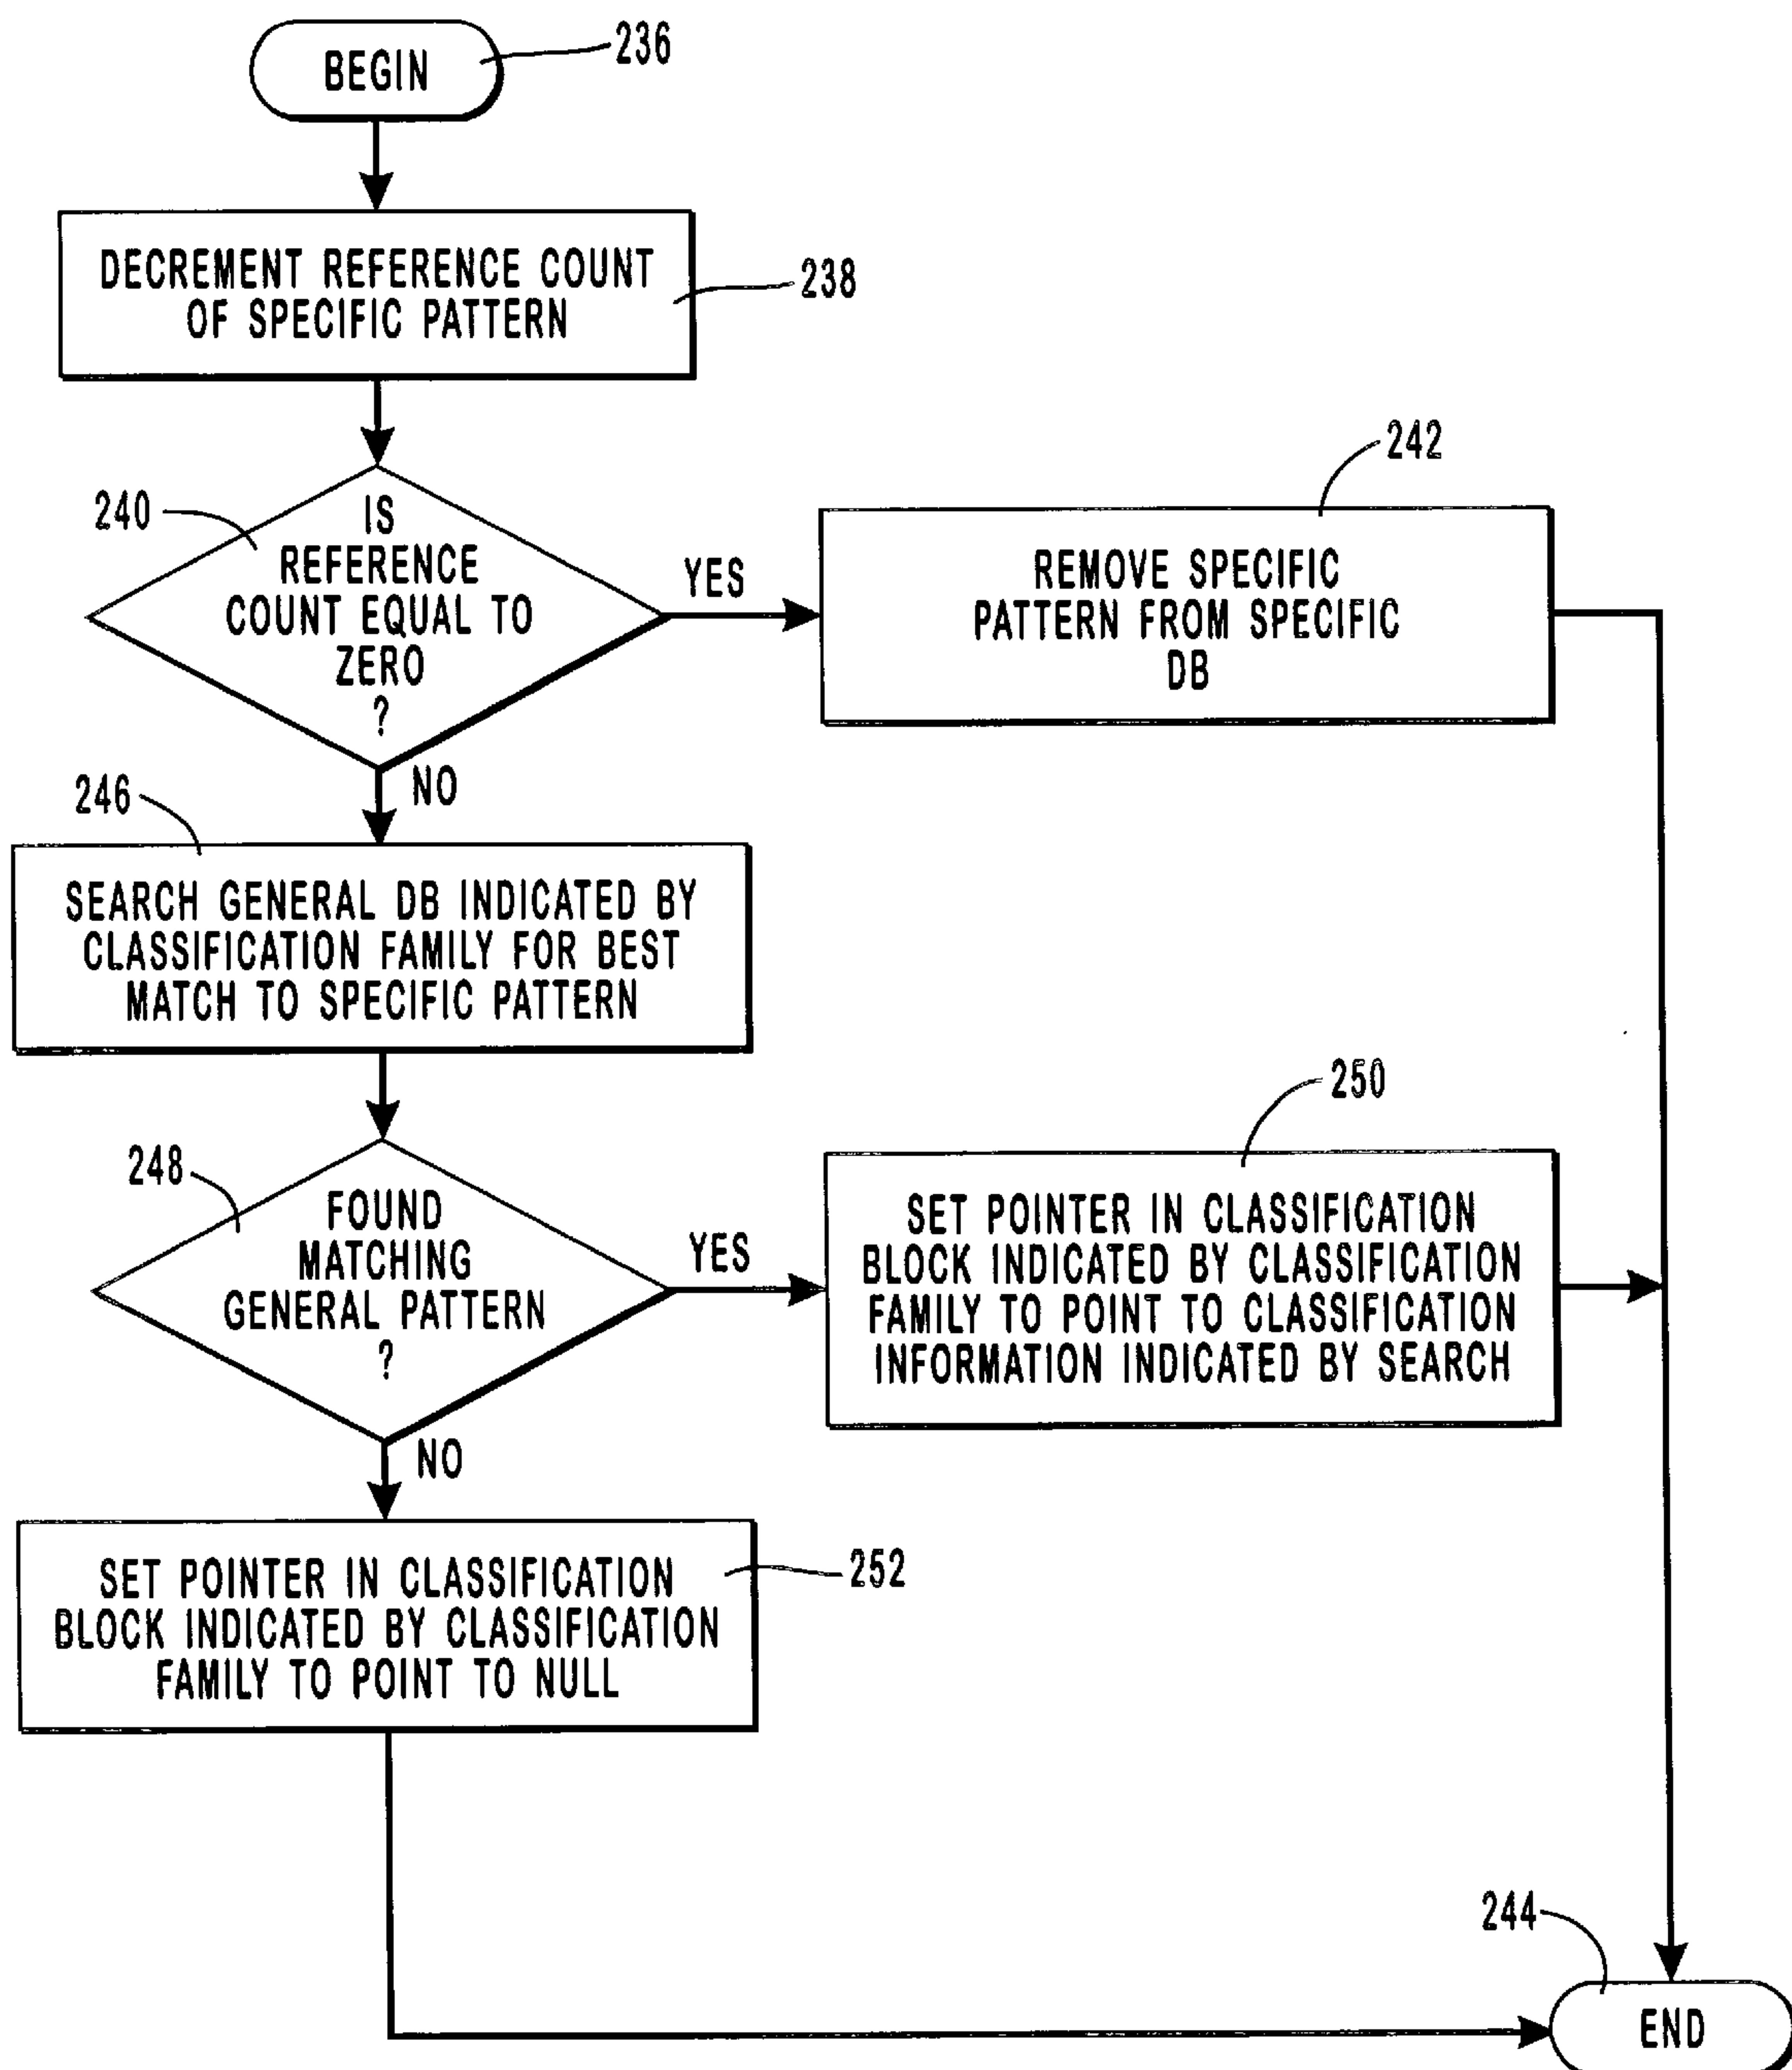 BEGIN
236
DECREMENT REFERENCE COUNT
OF SPECIFIC PATTERN
238
240
IS
REFERENCE
COUNT EQUAL TO
ZERO
?
YES
242
REMOVE SPECIFIC
PATTERN FROM SPECIFIC
DB
NO
246
SEARCH GENERAL DB INDICATED BY
CLASSIFICATION FAMILY FOR BEST
MATCH TO SPECIFIC PATTERN
248
FOUND
MATCHING
GENERAL PATTERN
?
YES
250
SET POINTER IN CLASSIFICATION
BLOCK INDICATED BY CLASSIFICATION
FAMILY TO POINT TO CLASSIFICATION
INFORMATION INDICATED BY SEARCH
NO
SET POINTER IN CLASSIFICATION
BLOCK INDICATED BY CLASSIFICATION
FAMILY TO POINT TO NULL
252
244
END